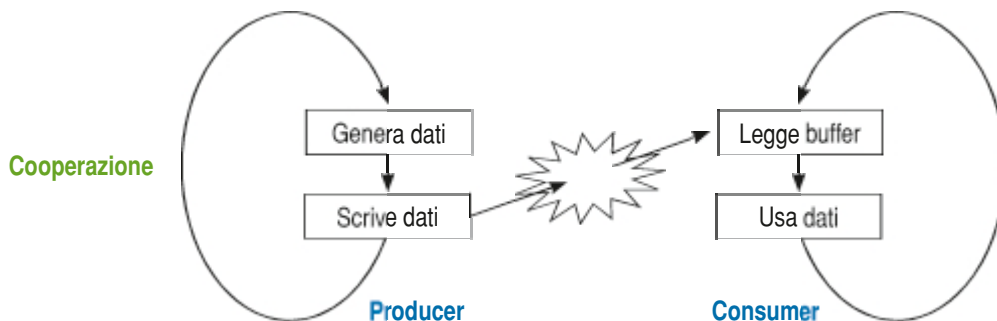 Genera dati
Legge buffer
Cooperazione
Scrive dati
Usa dati
Producer
Consumer